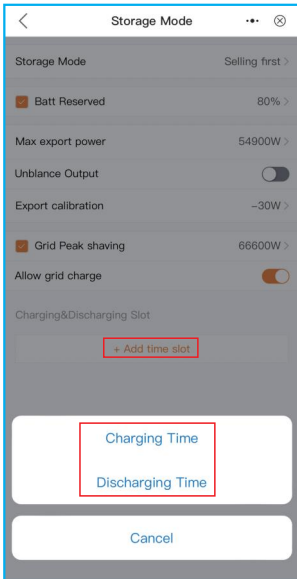 Storage Mode
Storage Mode Selling first >
Batt Reserved 80% >
Max export power 54900W >
Unblance Output
Export calibration -30W >
Grid Peak shaving 66600W >
Allow grid charge
Charging&Discharging Slot
+ Add time slot
Charging Time
Discharging Time
Cancel